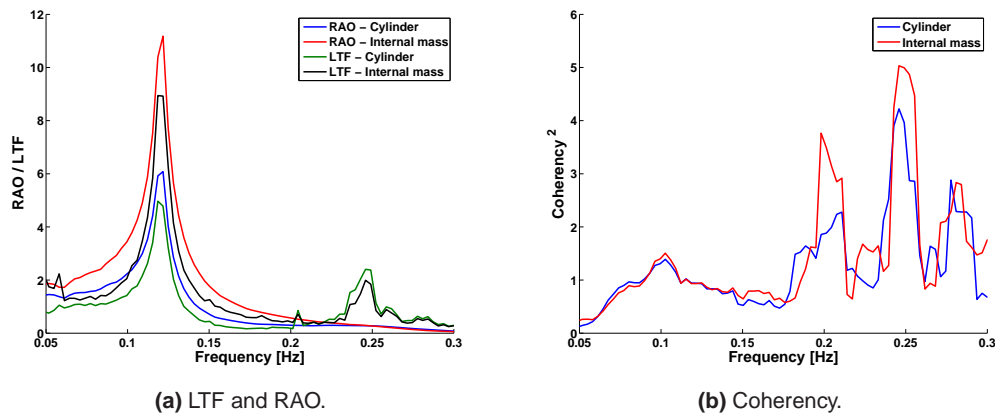 RAO – Cylinder
RAO – Internal mass
LTF – Cylinder
LTF – Internal mass
RAO / LTF
12
10
8
6
4
2
0
0.05
0.1
0.15
0.2
0.25
0.3
Frequency [Hz]
(a) LTF and RAO.
Cylinder
Internal mass
Coherency 2
6
5
4
3
2
1
0
0.05
0.1
0.15
0.2
0.25
0.3
Frequency [Hz]
(b) Coherency.